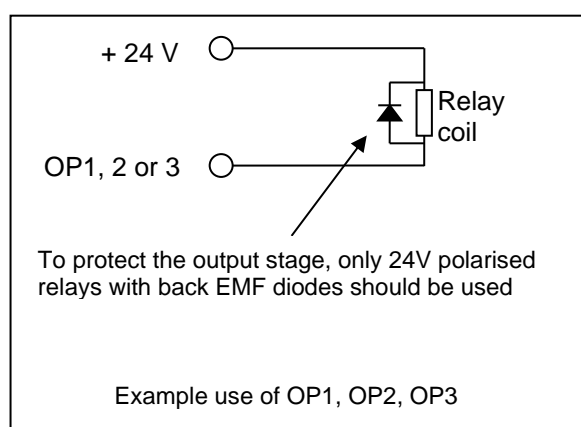 + 24 V
Relay
coil
OP1, 2 or 3
To protect the output stage, only 24V polarised
relays with back EMF diodes should be used
Example use of OP1, OP2, OP3